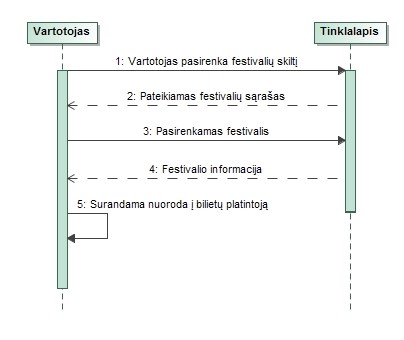 Vartotojas
Tinklalapis
1: Vartotojas pasirenka festivalių skiltį
2: Pateikiamas festivalių sąrašas
3: Pasirenkamas festivalis
4: Festivalio informacija
5: Surandama nuoroda į bilietų platintoją